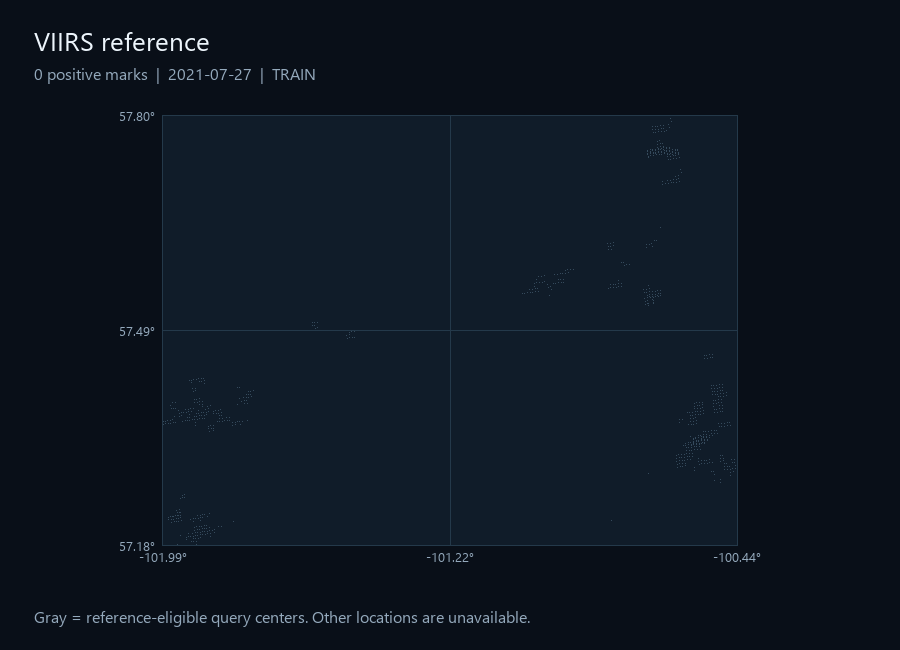 VIIRS reference
0 positive marks | 2021-07-27 | TRAIN
57.80°
57.49°
57.18°
-101.99°
-101.22°
-100.44°
Gray = reference-eligible query centers. Other locations are unavailable.